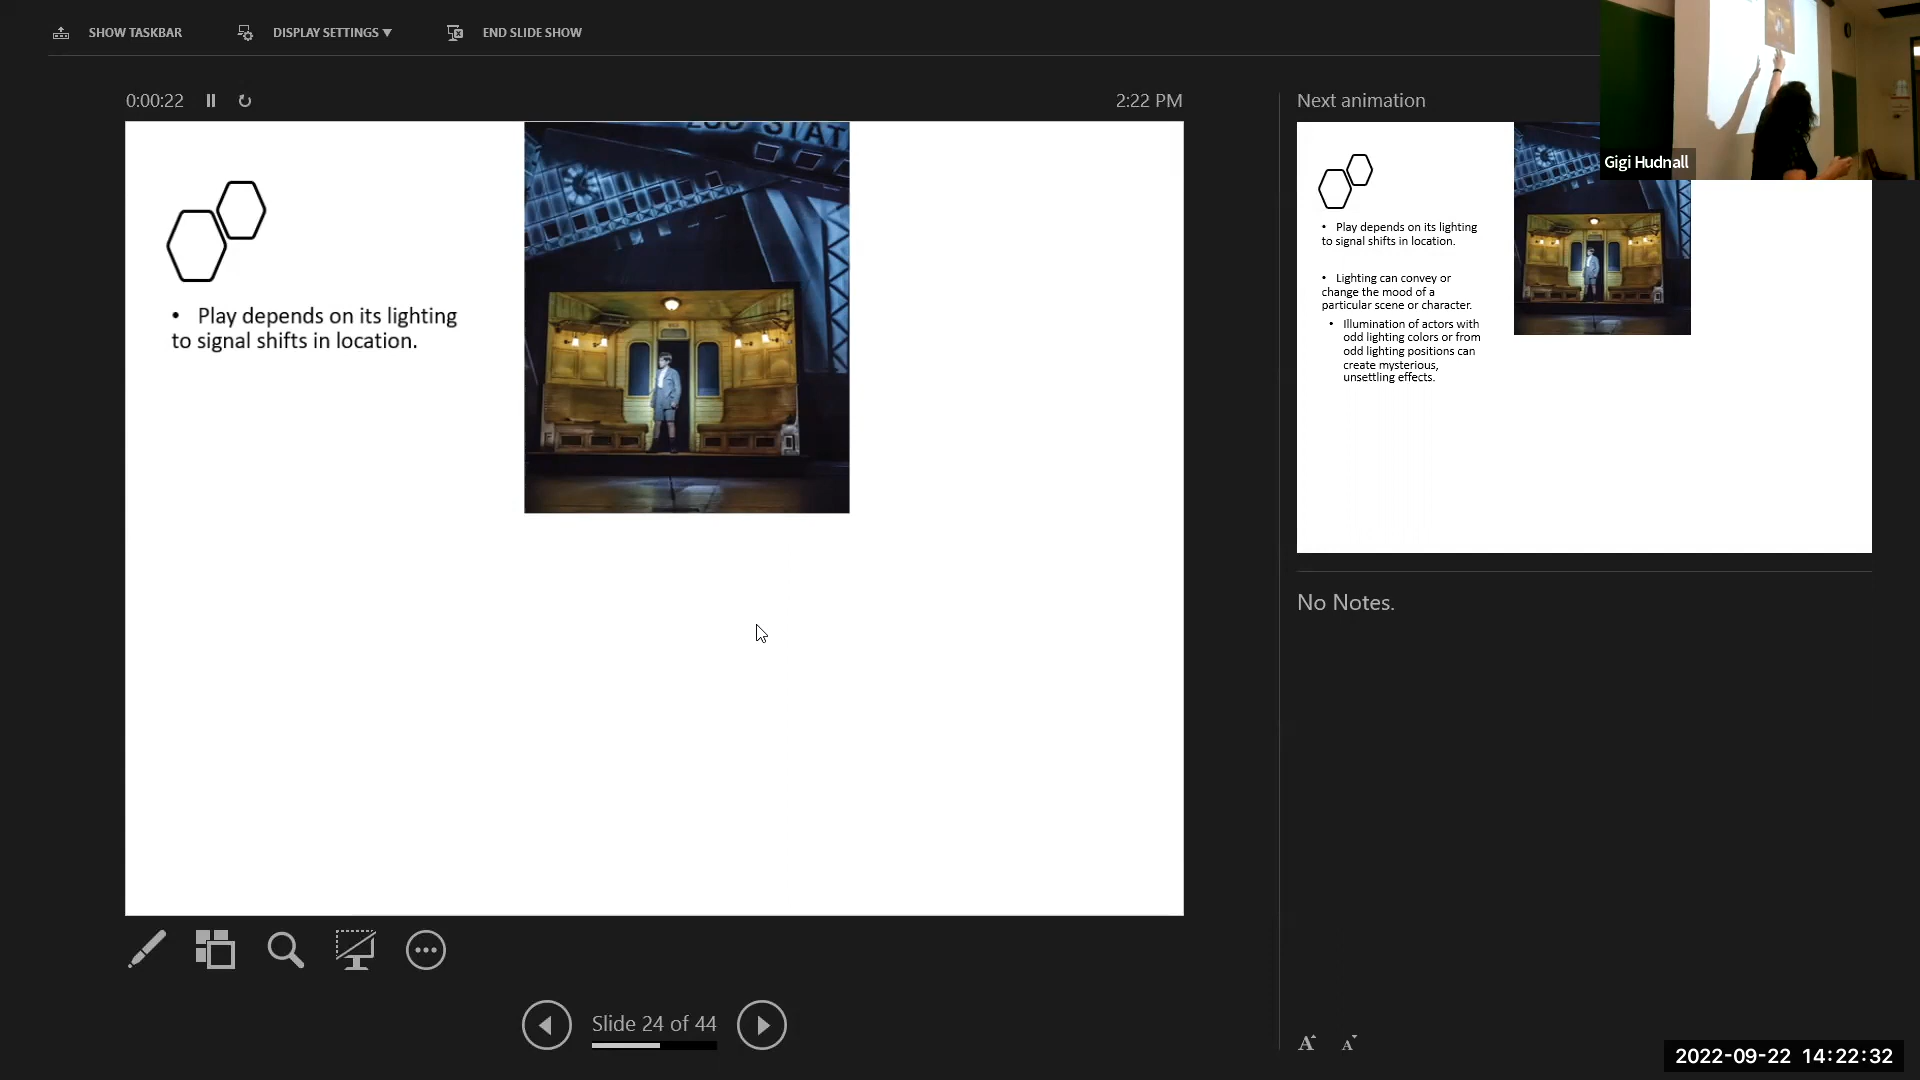 SHOW TASKBAR
DISPLAY SETTINGS ▼
END SLIDE SHOW
0:00:22
2:22 PM
• Play depends on its lighting
to signal shifts in location.
Slide 24 of 44
Next animation
• Play depends on its lighting
to signal shifts in location.
• Lighting can convey or
change the mood of a
particular scene or character.
• Illumination of actors with
odd lighting colors or from
odd lighting positions can
create mysterious,
unsettling effects.
Gigi Hudnall
No Notes.
A A
2022-09-22 14:22:32